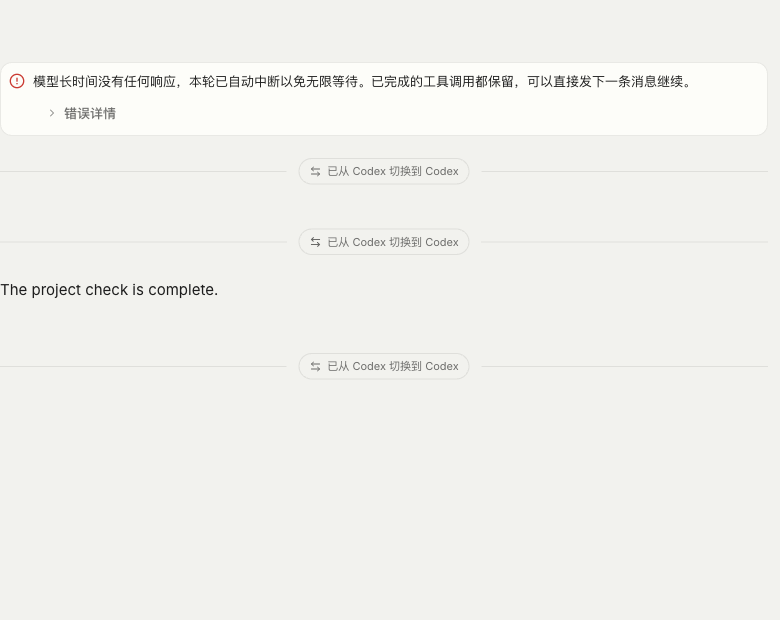 模型长时间没有任何响应，本轮已自动中断以免无限等待。已完成的工具调用都保留，可以直接发下一条消息继续。
错误详情
已从 Codex 切换到 Codex
已从 Codex 切换到 Codex
The project check is complete.
已从 Codex 切换到 Codex